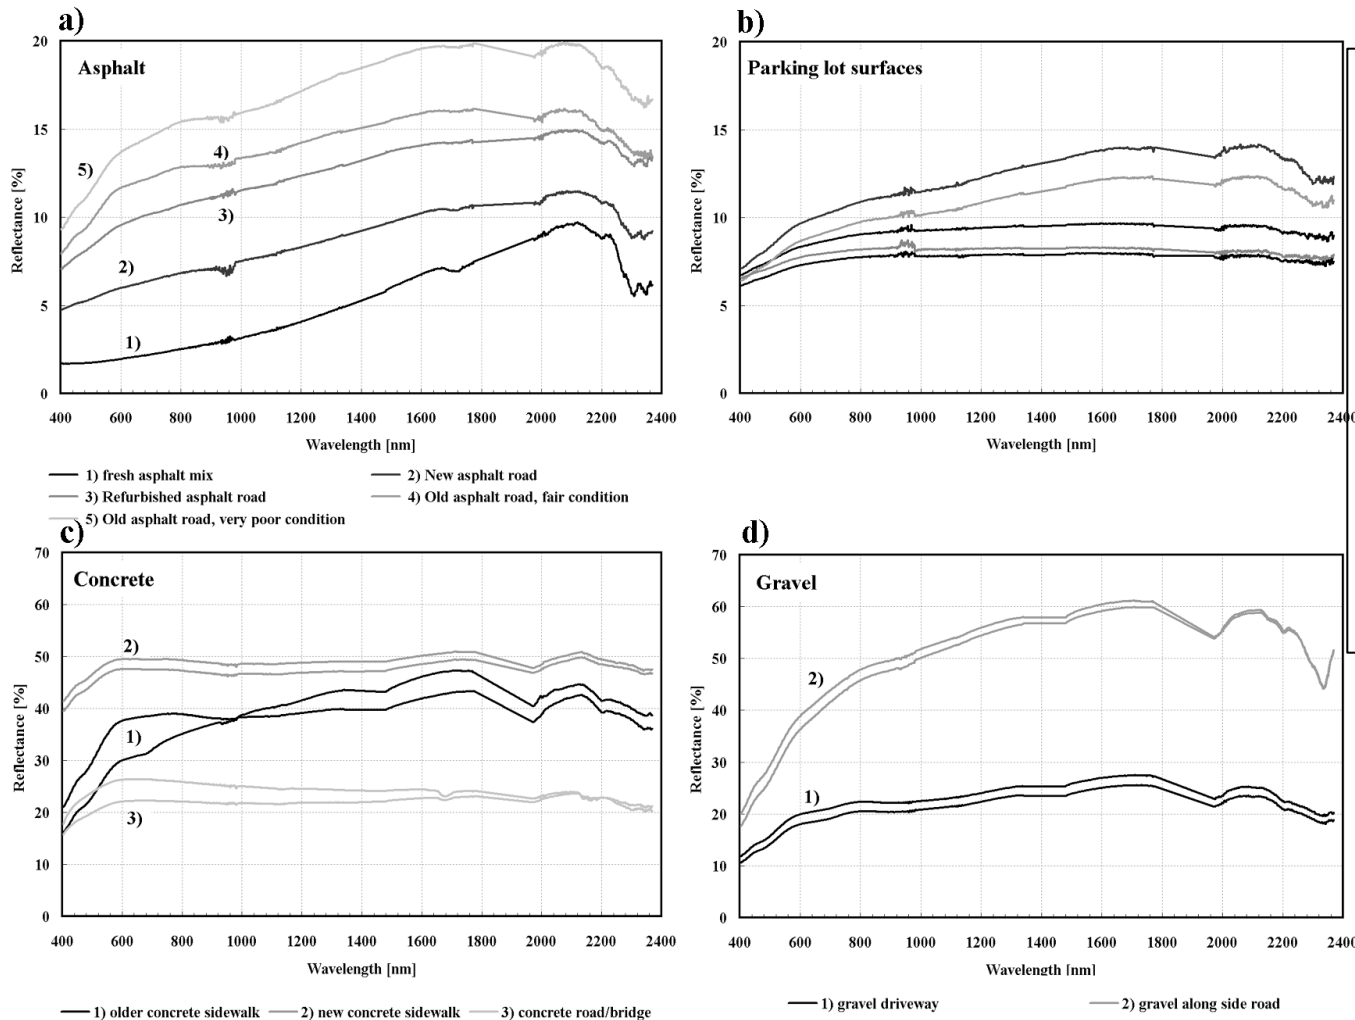 a)
Asphalt
Reflectance [%]
20
15
10
5
0
5)
4)
3)
2)
1)
400 600 800 1000 1200 1400 1600 1800 2000 2200 2400
Wavelength [nm]
1) fresh asphalt mix
2) New asphalt road
3) Refurbished asphalt road
4) Old asphalt road, fair condition
5) Old asphalt road, very poor condition
b)
Parking lot surfaces
Reflectance [%]
20
15
10
5
0
400 600 800 1000 1200 1400 1600 1800 2000 2200 2400
Wavelength [nm]
c)
Concrete
Reflectance [%]
70
60
50
40
30
20
10
0
2)
1)
3)
400 600 800 1000 1200 1400 1600 1800 2000 2200 2400
Wavelength [nm]
1) older concrete sidewalk 2) new concrete sidewalk 3) concrete road/bridge
d)
Gravel
Reflectance [%]
70
60
50
40
30
20
10
0
2)
1)
400 600 800 1000 1200 1400 1600 1800 2000 2200 2400
Wavelength [nm]
1) gravel driveway 2) gravel along side road